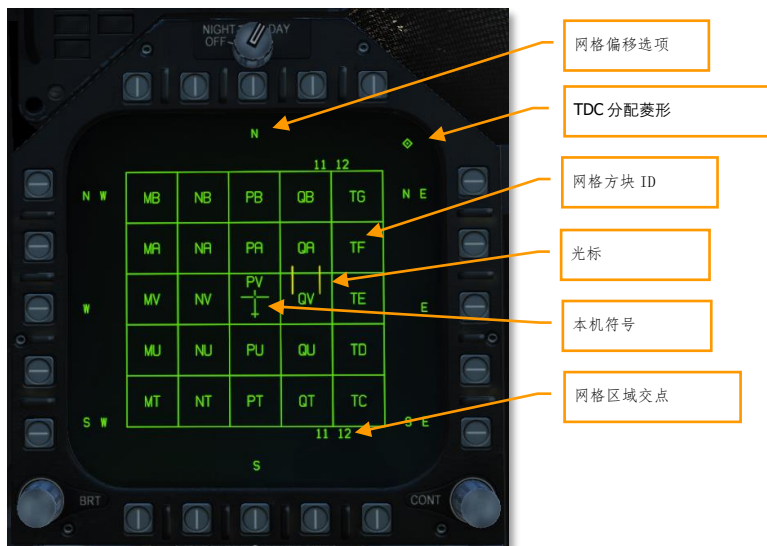 NIGHT DAY
OFF
N
11 12
N W MB NB PB QB TG N E
MA NA PA QA TF
PV
W MV NV QV TE E
MU NU PU QU TD
MT NT PT QT TC
S W S E
11 12
S
BRT CONT
网格偏移选项
TDC 分配菱形
网格方块 ID
光标
本机符号
网格区域交点